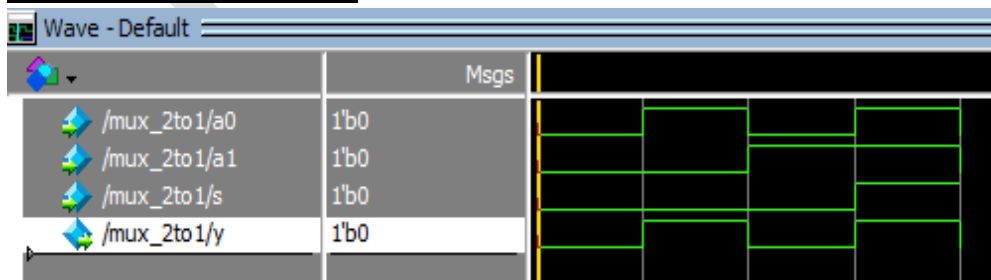 Wave - Default
Msgs
/mux_2to1/a0 1'b0
/mux_2to1/a1 1'b0
/mux_2to1/s 1'b0
/mux_2to1/y 1'b0